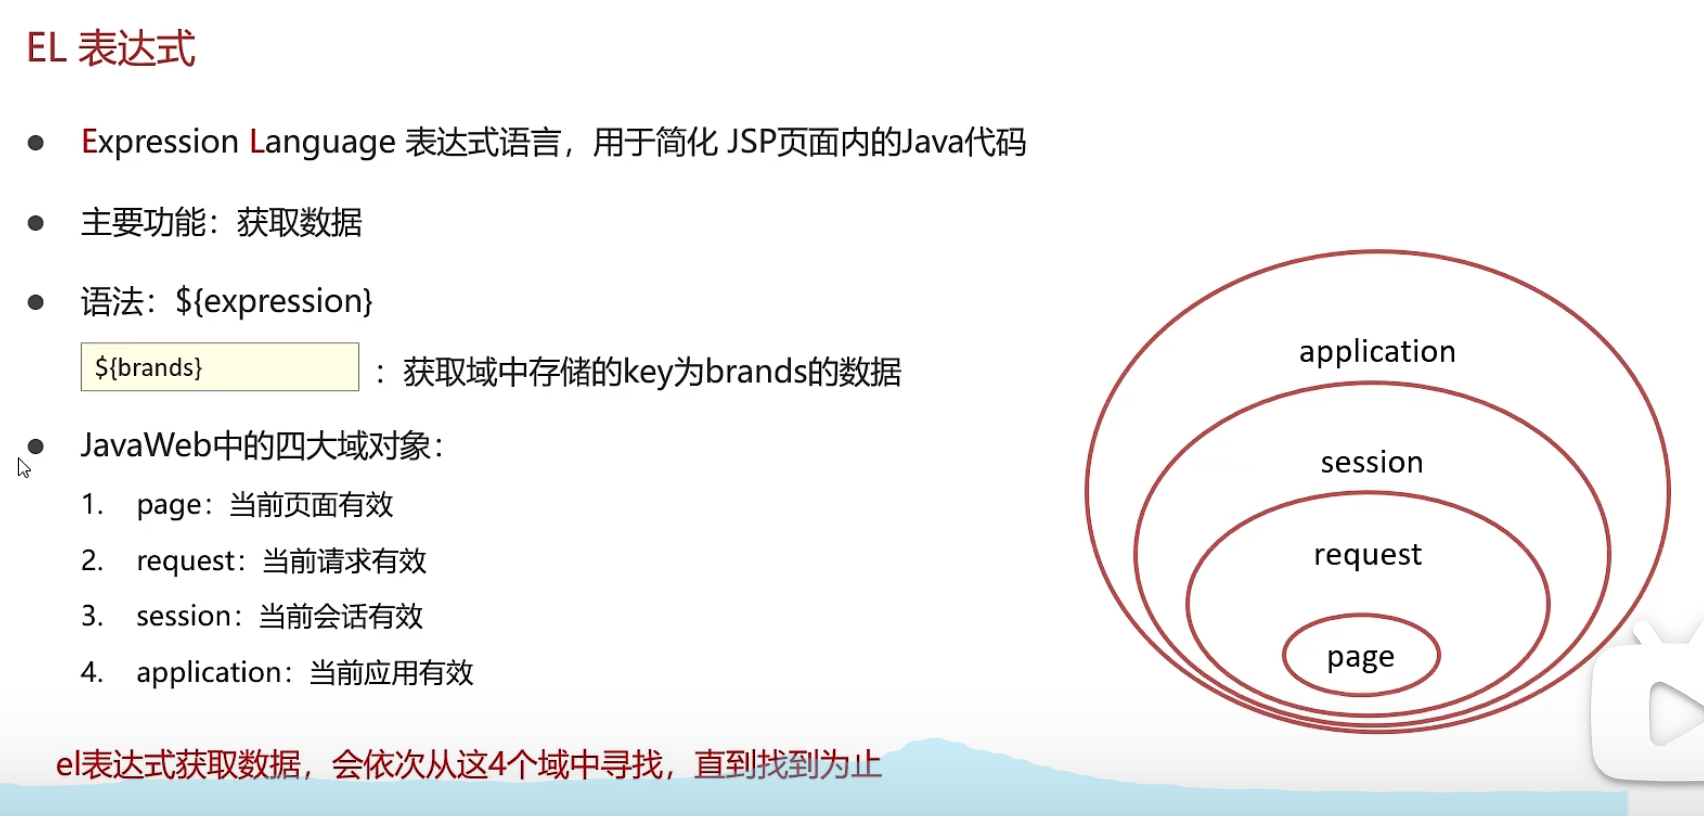 EL 表达式
Expression Language 表达式语言，用于简化 JSP页面内的Java代码
主要功能：获取数据
语法：${expression}
${brands}
：获取域中存储的key为brands的数据
JavaWeb中的四大域对象：
1. page：当前页面有效
2. request：当前请求有效
3. session：当前会话有效
4. application：当前应用有效
el表达式获取数据，会依次从这4个域中寻找，直到找到为止
application
session
request
page